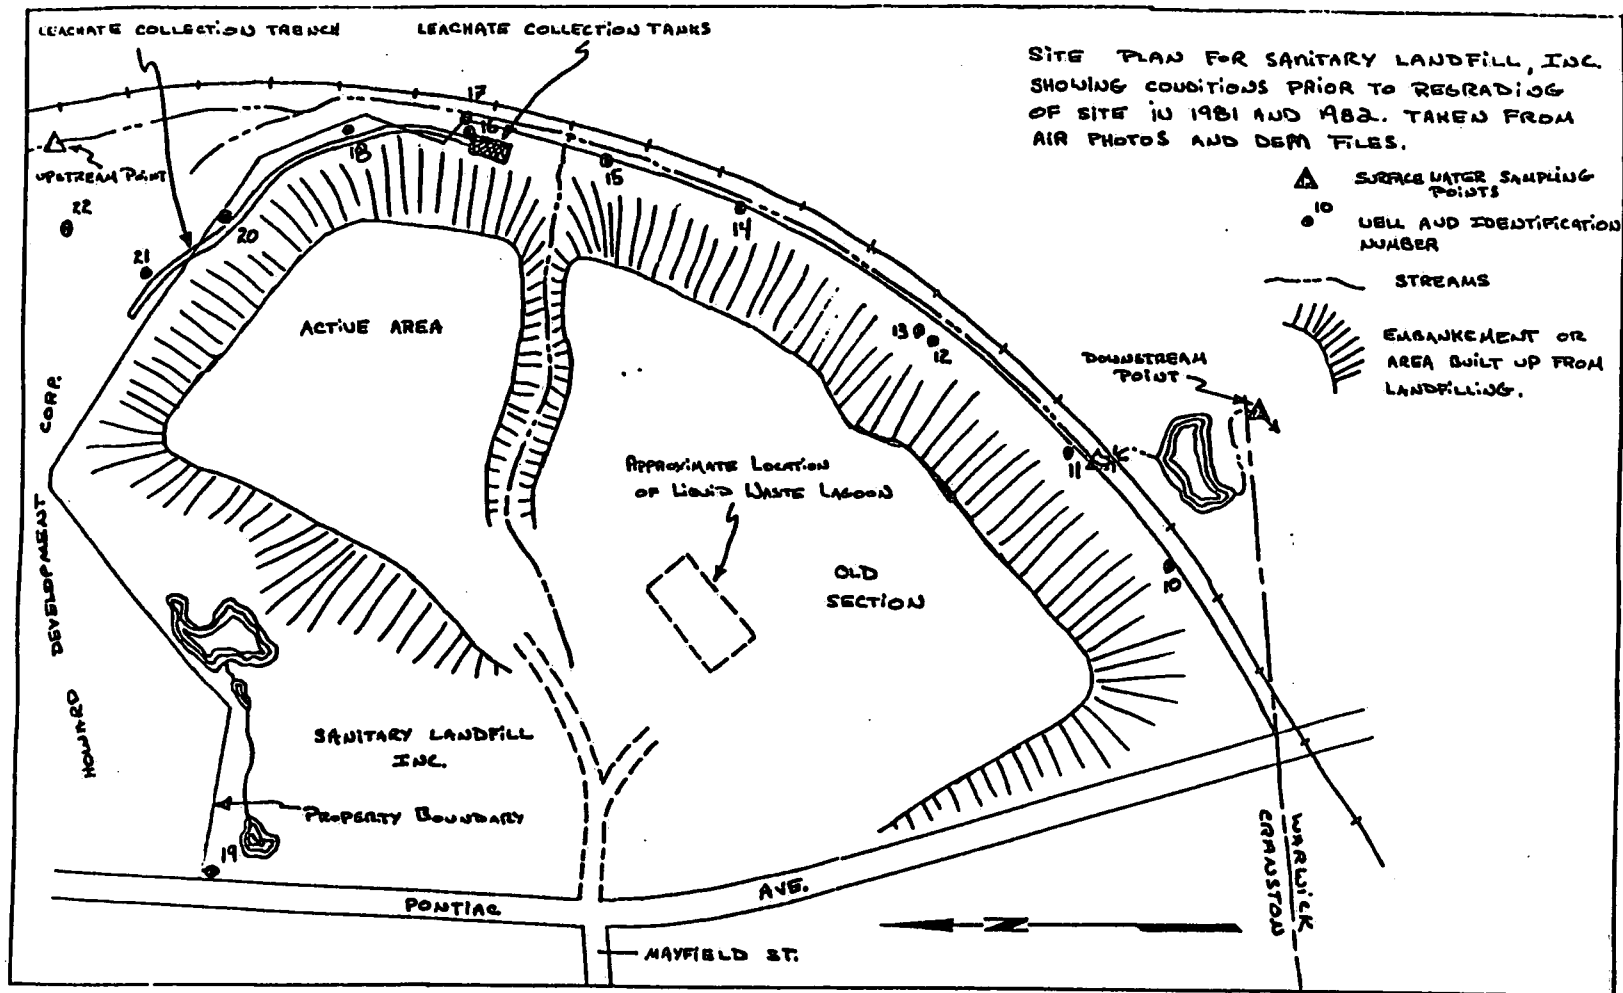 LEACHATE COLLECTION TRENCH
LEACHATE COLLECTION TANKS
SITE PLAN FOR SANITARY LANDFILL, INC.
SHOWING CONDITIONS PRIOR TO REGRADING
OF SITE IN 1981 AND 1982. TAKEN FROM
AIR PHOTOS AND DEM FILES.
SURFACE WATER SAMPLING
POINTS
10
WELL AND IDENTIFICATION
NUMBER
STREAMS
EMBANKEMENT OR
AREA BUILT UP FROM
LANDFILLING.
17
16
18
15
UPSTREAM POINT
22
20
14
21
ACTIVE AREA
13
12
DOWNSTREAM
POINT
APPROXIMATE LOCATION
OF LIQUID WASTE LAGOON
11
OLD
SECTION
10
HOWARD DEVELOPMENT CORP.
SANITARY LANDFILL
INC.
PROPERTY BOUNDARY
19
PONTIAC AVE.
N
WARWICK
CRANSTON
MAYFIELD ST.